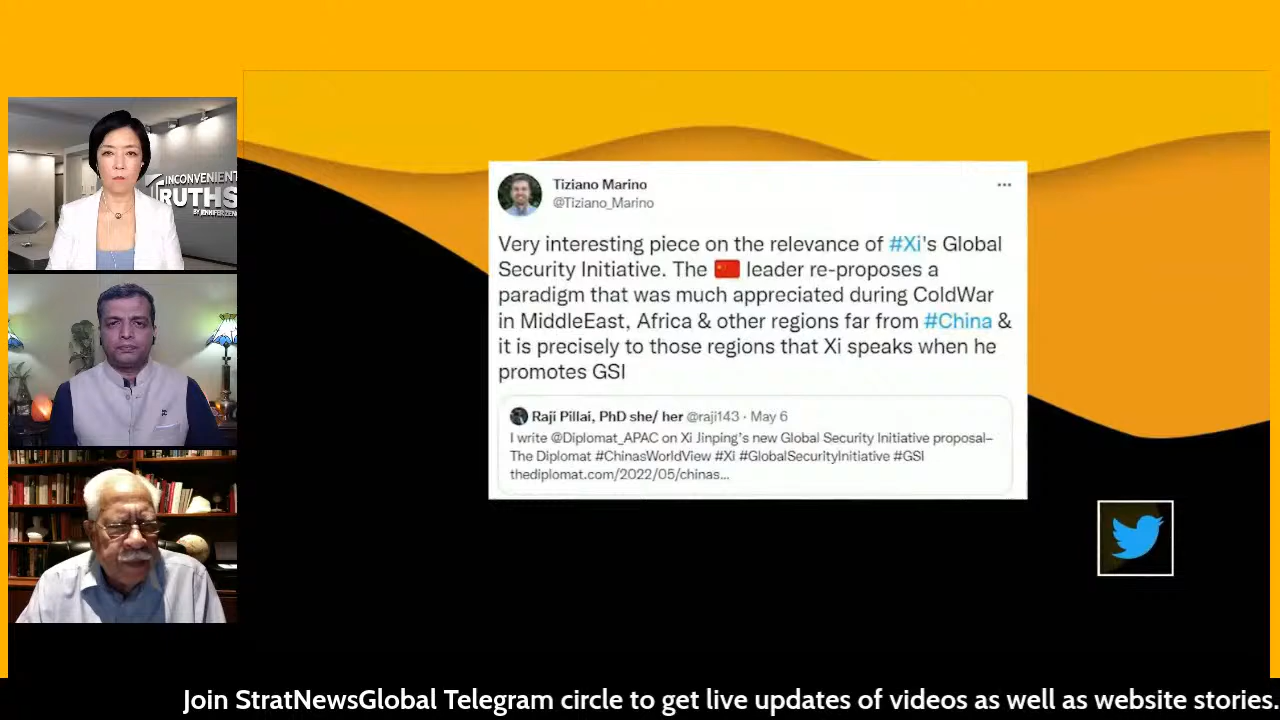 INCONVENIENT
TRUTHS
BY JENNIFER ZENG
Tiziano Marino
@Tiziano_Marino
Very interesting piece on the relevance of #Xi's Global
Security Initiative. The 🇨🇳 leader re-proposes a
paradigm that was much appreciated during ColdWar
in MiddleEast, Africa & other regions far from #China &
it is precisely to those regions that Xi speaks when he
promotes GSI
Raji Pillai, PhD she/ her @raji143 · May 6
I write @Diplomat_APAC on Xi Jinping's new Global Security Initiative proposal–
The Diplomat #ChinasWorldView #Xi #GlobalSecurityInitiative #GSI
thediplomat.com/2022/05/chinas...
Join StratNewsGlobal Telegram circle to get live updates of videos as well as website stories.